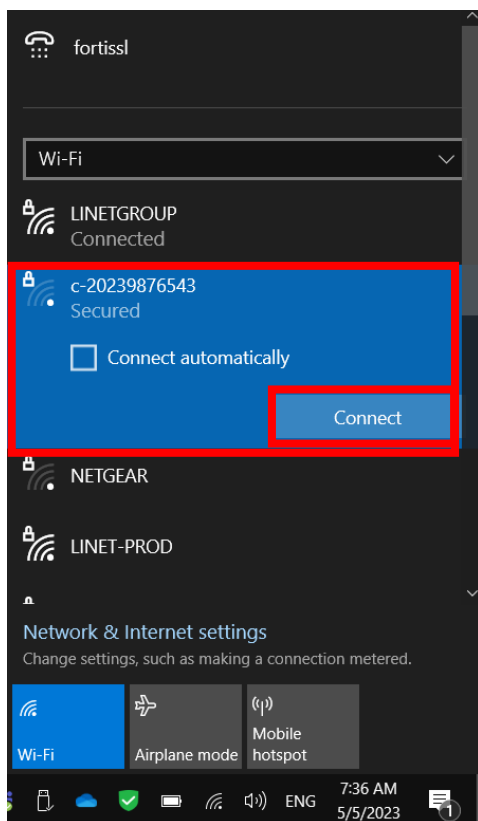 fortissl
Wi-Fi
LINETGROUP
Connected
c-20239876543
Secured
Connect automatically
Connect
NETGEAR
LINET-PROD
Network & Internet settings
Change settings, such as making a connection metered.
Wi-Fi
Airplane mode
Mobile
hotspot
ENG
7:36 AM
5/5/2023
1